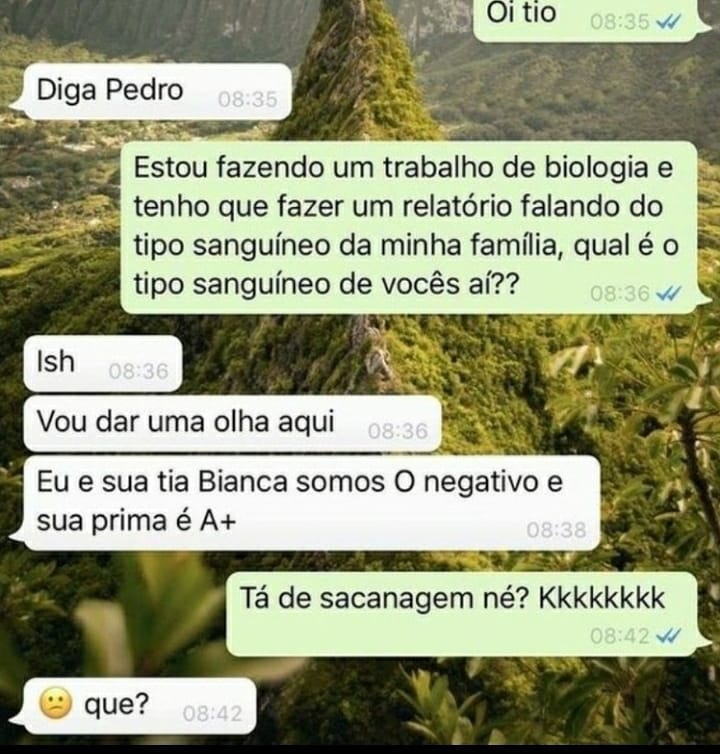 Oi tio 08:35
Diga Pedro 08:35
Estou fazendo um trabalho de biologia e
tenho que fazer um relatório falando do
tipo sanguíneo da minha família, qual é o
tipo sanguíneo de vocês aí?? 08:36
Ish 08:36
Vou dar uma olha aqui 08:36
Eu e sua tia Bianca somos O negativo e
sua prima é A+ 08:38
Tá de sacanagem né? Kkkkkkkk
08:42
😕 que? 08:42